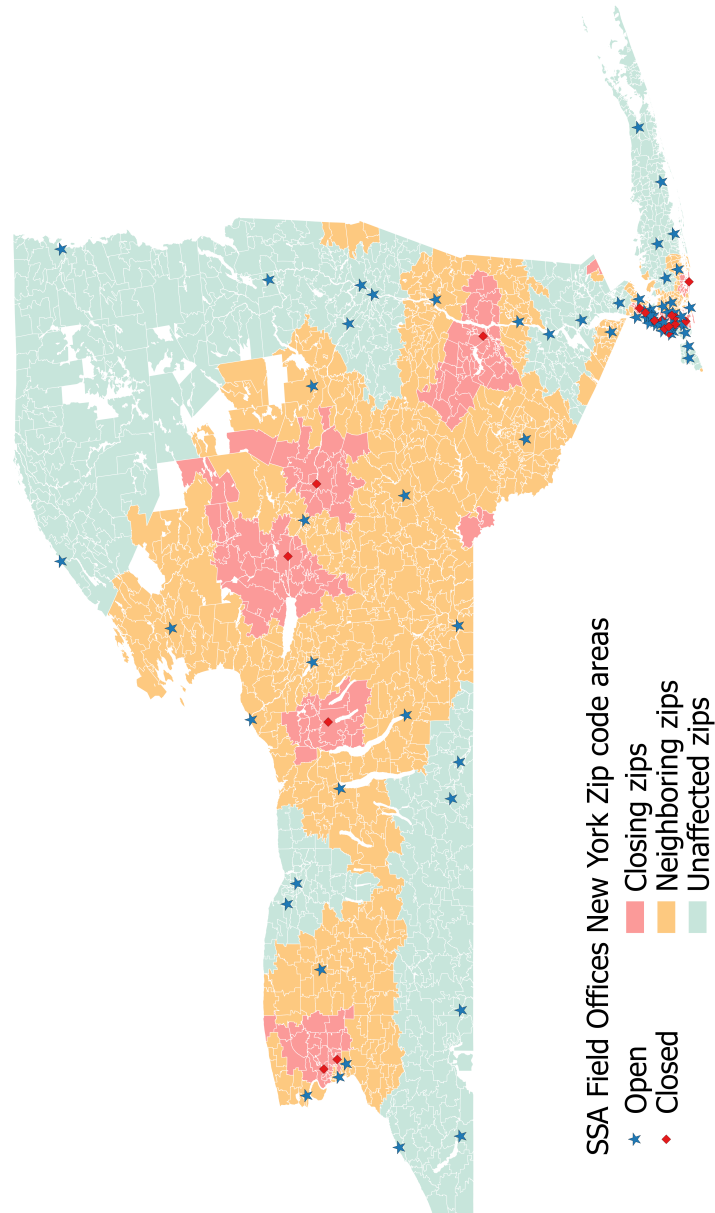 SSA Field Offices New York Zip code areas
Open
Closed
Closing zips
Neighboring zips
Unaffected zips